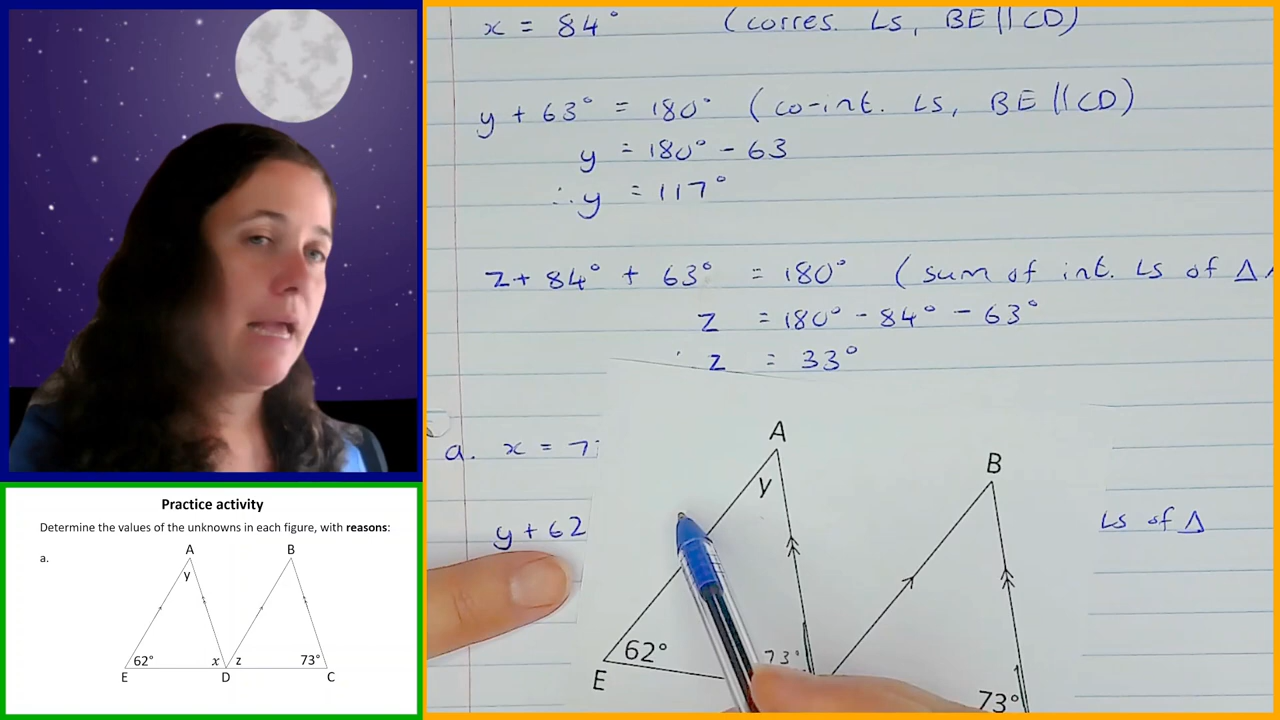 x = 84° (corres. ∠s, BE || CD)
y + 63° = 180° (co-int. ∠s, BE || CD)
y = 180° - 63
∴ y = 117°
z + 84° + 63° = 180° (sum of int. ∠s of Δ
z = 180° - 84° - 63°
z = 33°
a. x = 7
y + 62
∠s of Δ
A
B
y
62°
73°
73°
E
Practice activity
Determine the values of the unknowns in each figure, with reasons:
a.
A B
y
62° x z 73°
E D C